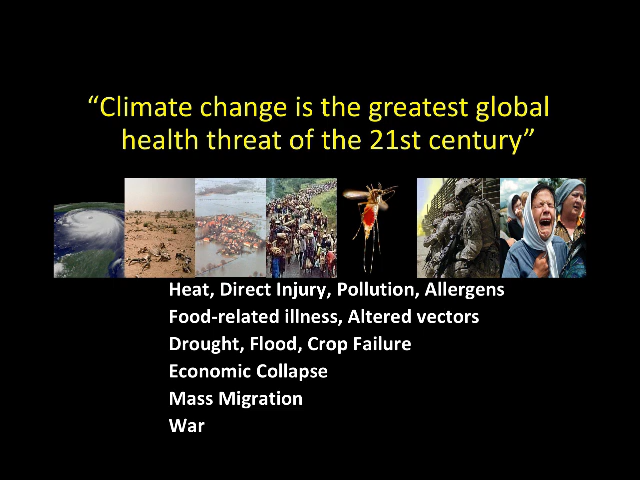 “Climate change is the greatest global
health threat of the 21st century”
Heat, Direct Injury, Pollution, Allergens
Food-related illness, Altered vectors
Drought, Flood, Crop Failure
Economic Collapse
Mass Migration
War